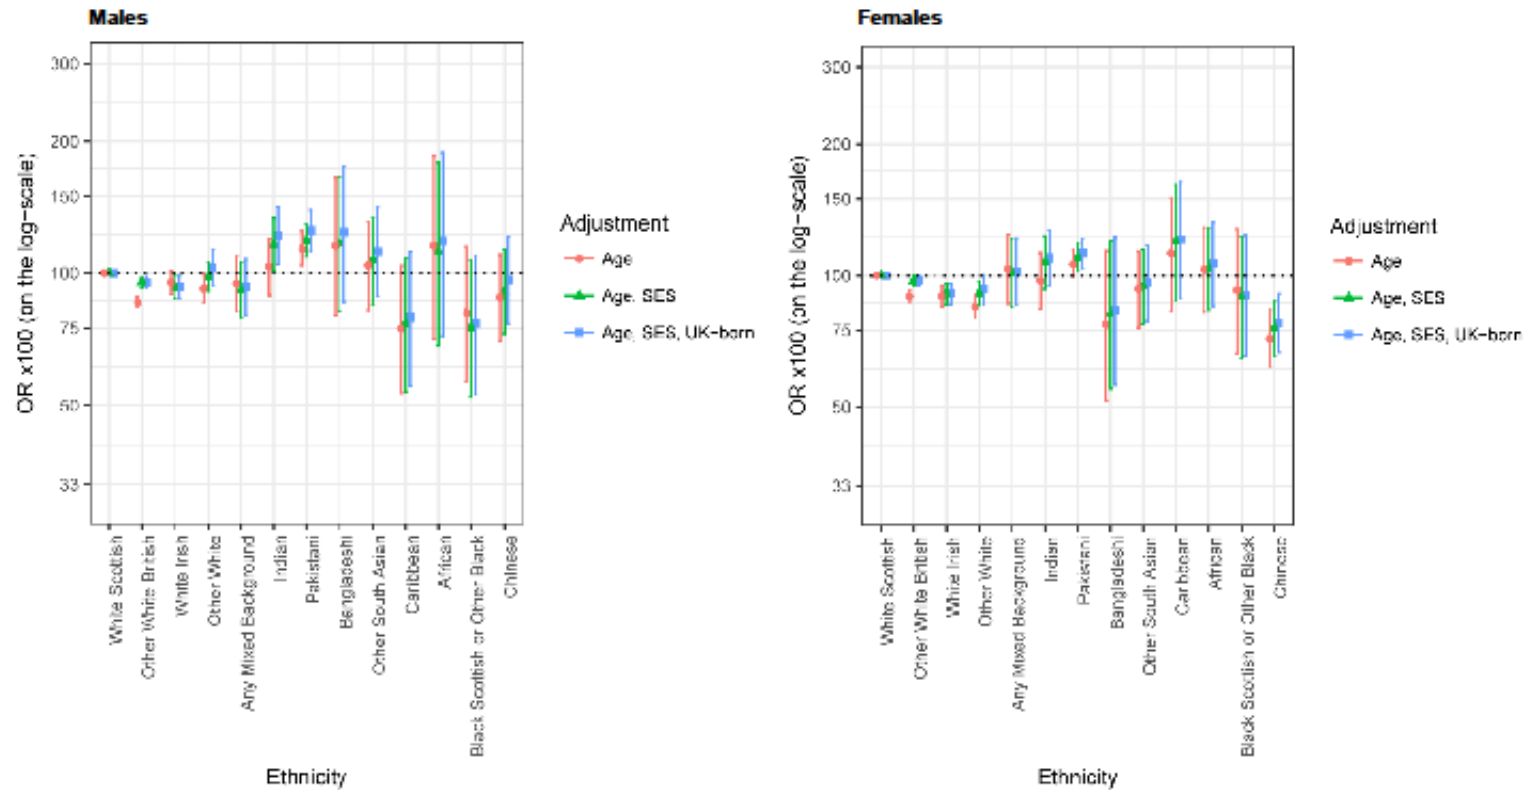 Males
OR x100 (on the log-scale)
300
200
150
100
75
50
33
White Scottish
Other White British
White Irish
Other White
Any Mixed Background
Indian
Pakistani
Bangladeshi
Other South Asian
Caribbean
African
Black Scottish or Other Black
Chinese
Ethnicity
Adjustment
Age
Age, SES
Age, SES, UK-born
Females
OR x100 (on the log-scale)
300
200
150
100
75
50
33
White Scottish
Other White British
White Irish
Other White
Any Mixed Background
Indian
Pakistani
Bangladeshi
Other South Asian
Caribbean
African
Black Scottish or Other Black
Chinese
Ethnicity
Adjustment
Age
Age, SES
Age, SES, UK-born